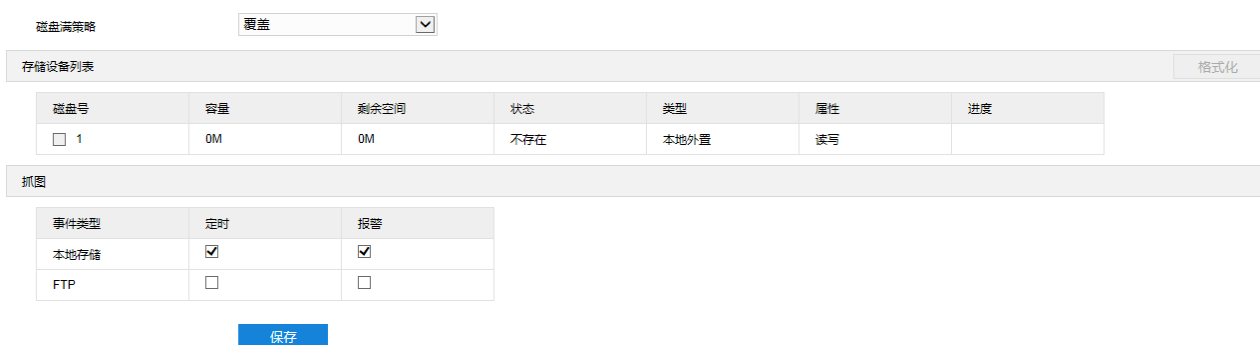 磁盘满策略 覆盖
存储设备列表 格式化
磁盘号 容量 剩余空间 状态 类型 属性 进度
1 0M 0M 不存在 本地外置 读写
抓图
事件类型 定时 报警
本地存储
FTP
保存